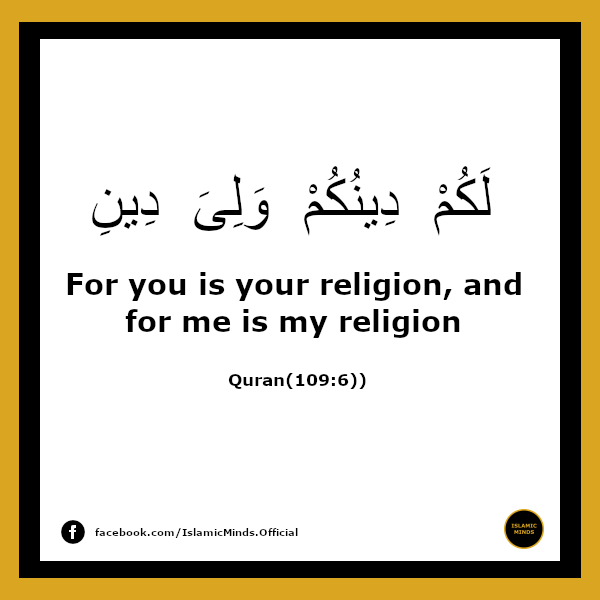 لَكُمْ دِينُكُمْ وَلِىَ دِينِ
For you is your religion, and
for me is my religion
Quran(109:6))
facebook.com/IslamicMinds.Official
ISLAMIC
MINDS